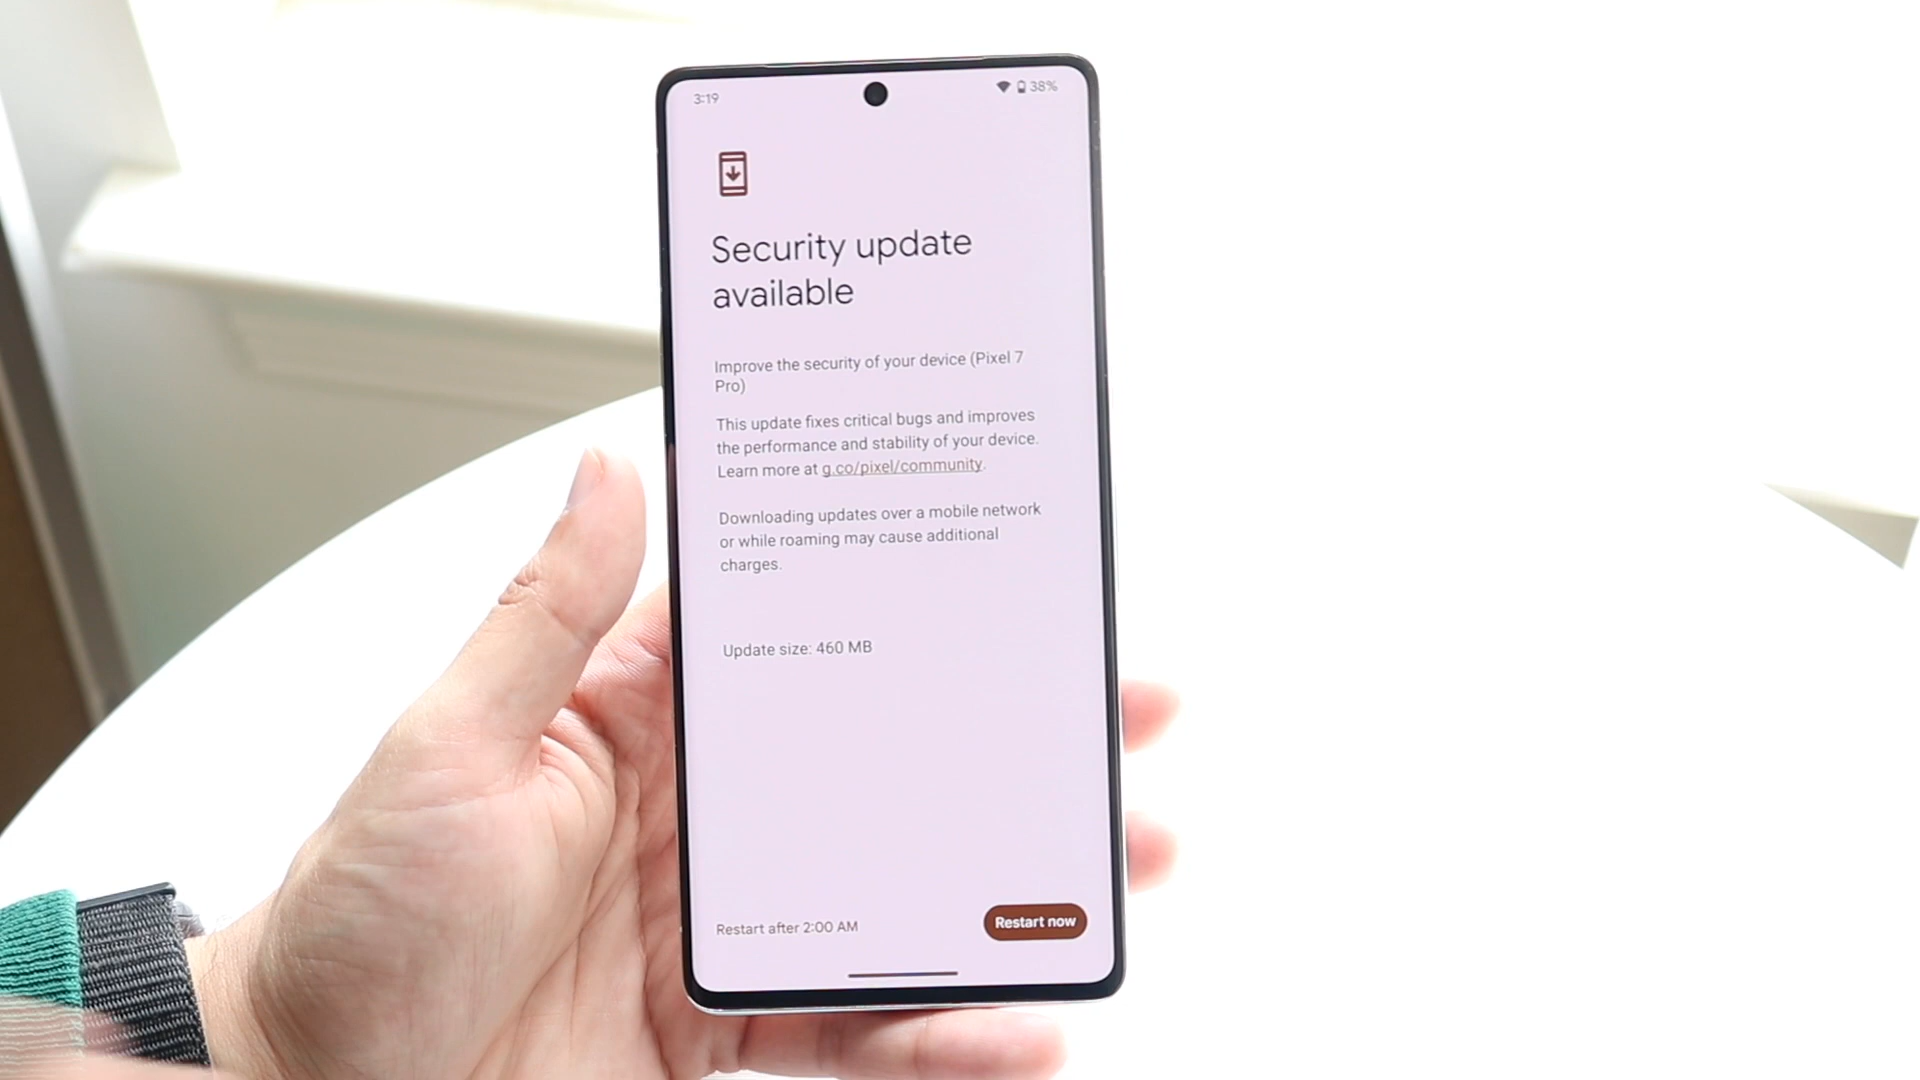 3:19
38%
Security update
available
Improve the security of your device (Pixel 7
Pro)
This update fixes critical bugs and improves
the performance and stability of your device.
Learn more at g.co/pixel/community.
Downloading updates over a mobile network
or while roaming may cause additional
charges.
Update size: 460 MB
Restart after 2:00 AM
Restart now